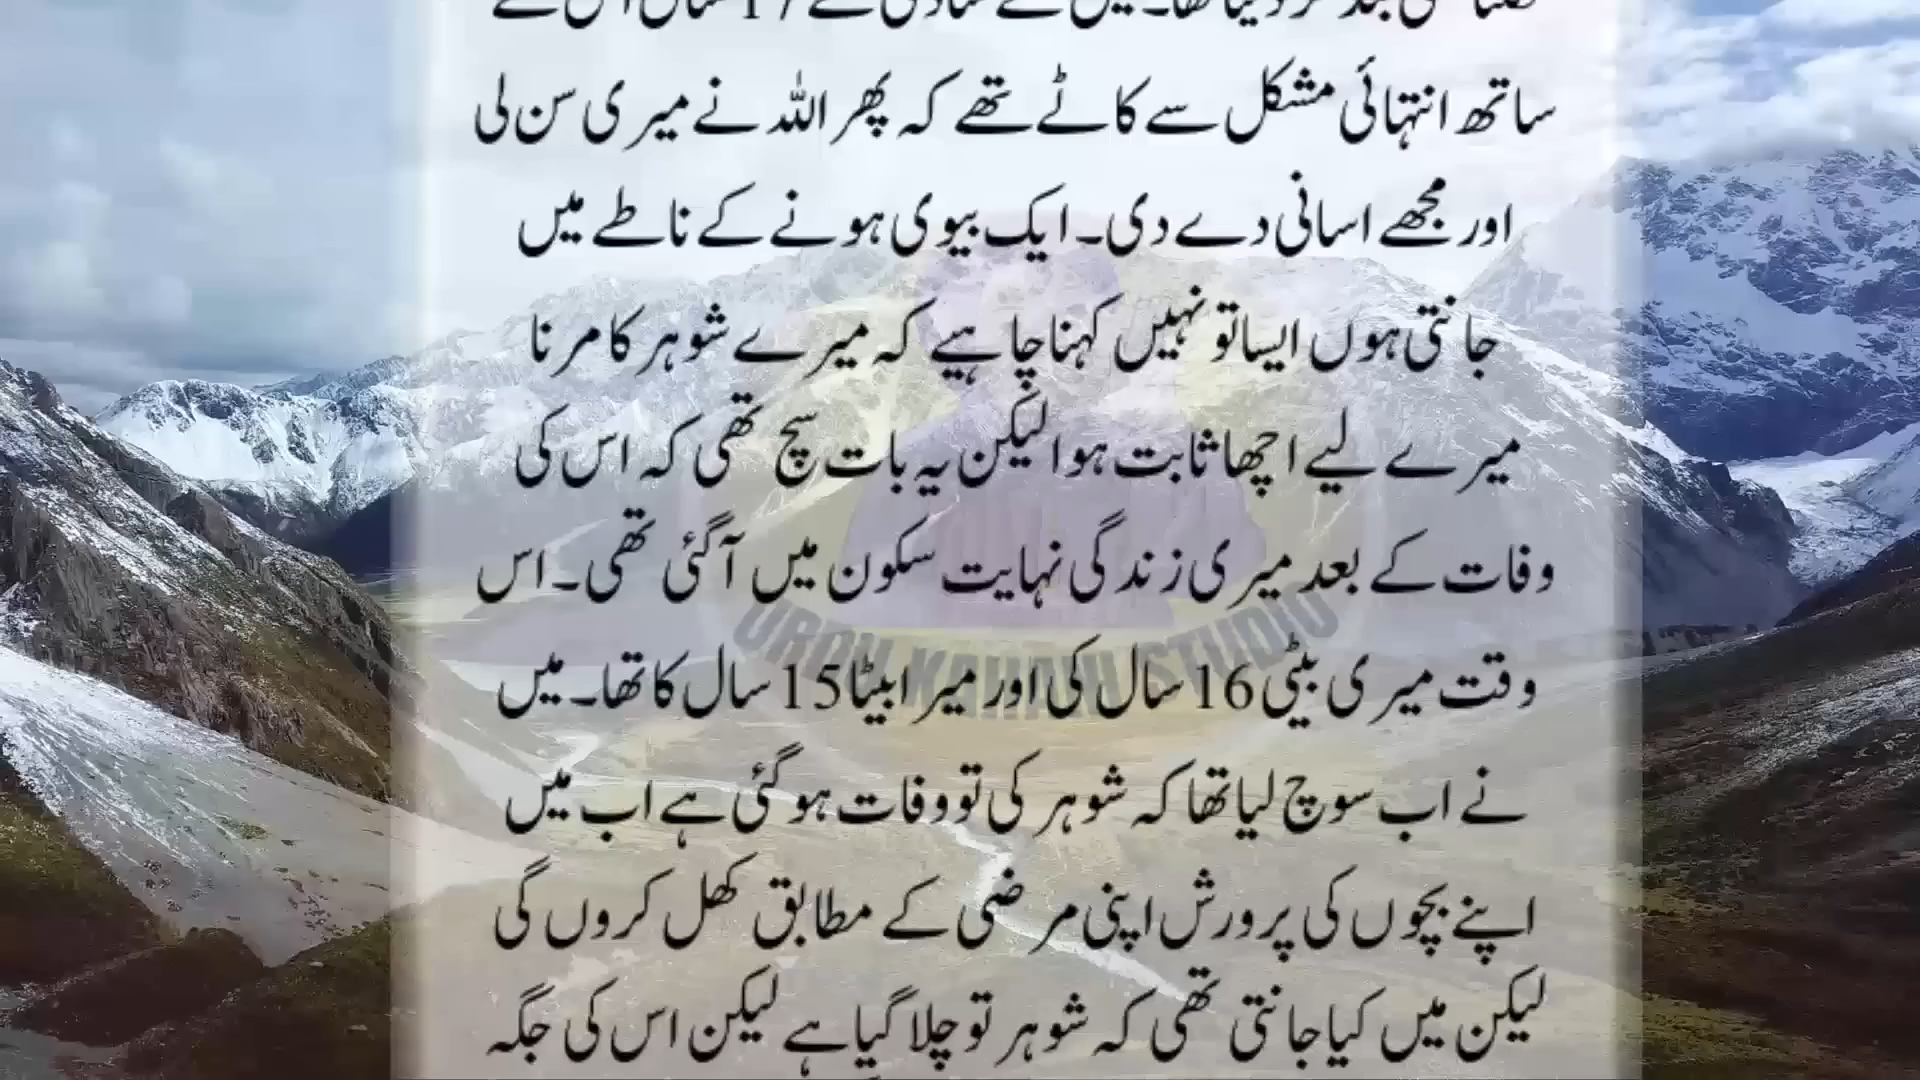 ساتھ انتہائی مشکل سے کاٹے تھے کہ پھر اللہ نے میری سن لی
اور مجھے اسانی دے دی۔ ایک بیوی ہونے کے ناطے میں
جانتی ہوں ایسا تو نہیں کہنا چاہیے کہ میرے شوہر کا مرنا
میرے لیے اچھا ثابت ہوا لیکن یہ بات سچ تھی کہ اس کی
وفات کے بعد میری زندگی نہایت سکون میں آگئی تھی۔ اس
وقت میری بیٹی 16 سال کی اور میرا بیٹا 15 سال کا تھا۔ میں
نے اب سوچ لیا تھا کہ شوہر کی تو وفات ہوگئی ہے اب میں
اپنے بچوں کی پرورش اپنی مرضی کے مطابق کھل کروں گی
لیکن میں کیا جانتی تھی کہ شوہر تو چلا گیا ہے لیکن اس کی جگہ
URDU KAHANI STUDIO